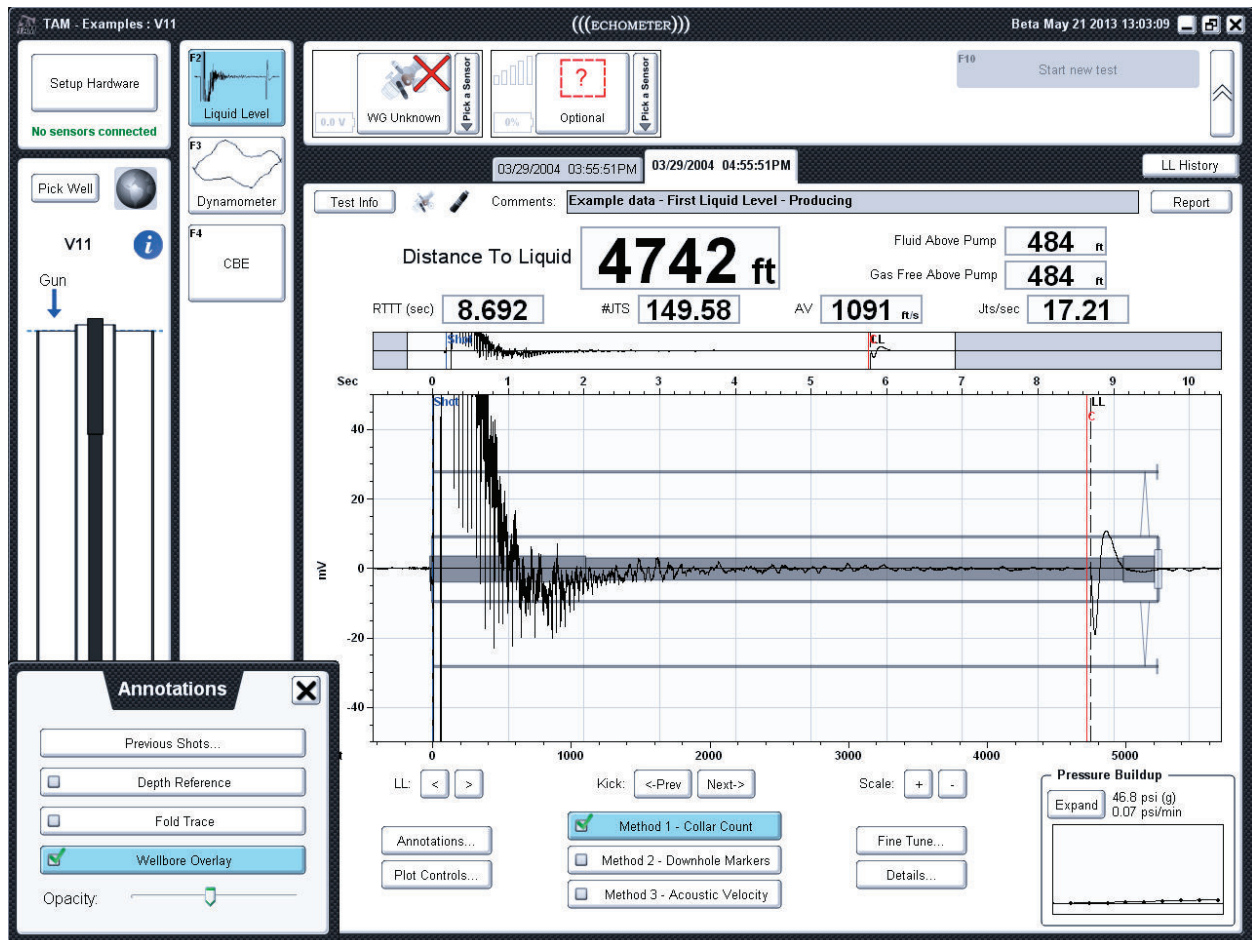 TAM - Examples : V11
(((ECHOMETER)))
Beta May 21 2013 13:03:09
Setup Hardware
No sensors connected
F2
Liquid Level
F3
Dynamometer
F4
CBE
0.0 V
WG Unknown
Pick a Sensor
?
0%
Optional
Pick a Sensor
F10
Start new test
03/29/2004 03:55:51PM
03/29/2004 04:55:51PM
LL History
Pick Well
V11
i
Gun
Test Info
Comments:
Example data - First Liquid Level - Producing
Report
Distance To Liquid
4742 ft
Fluid Above Pump
484 ft
Gas Free Above Pump
484 ft
RTTT (sec)
8.692
#JTS
149.58
AV
1091 ft/s
Jts/sec
17.21
Shot
LL
Sec
0 1 2 3 4 5 6 7 8 9 10
Shot
LL
C
mV
40
20
0
-20
-40
t
0 1000 2000 3000 4000 5000
LL:
<
>
Kick:
<-Prev
Next->
Scale:
+
-
Annotations...
Plot Controls...
Method 1 - Collar Count
Method 2 - Downhole Markers
Method 3 - Acoustic Velocity
Fine Tune...
Details...
Pressure Buildup
Expand
46.8 psi (g)
0.07 psi/min
Annotations
Previous Shots...
Depth Reference
Fold Trace
Wellbore Overlay
Opacity: